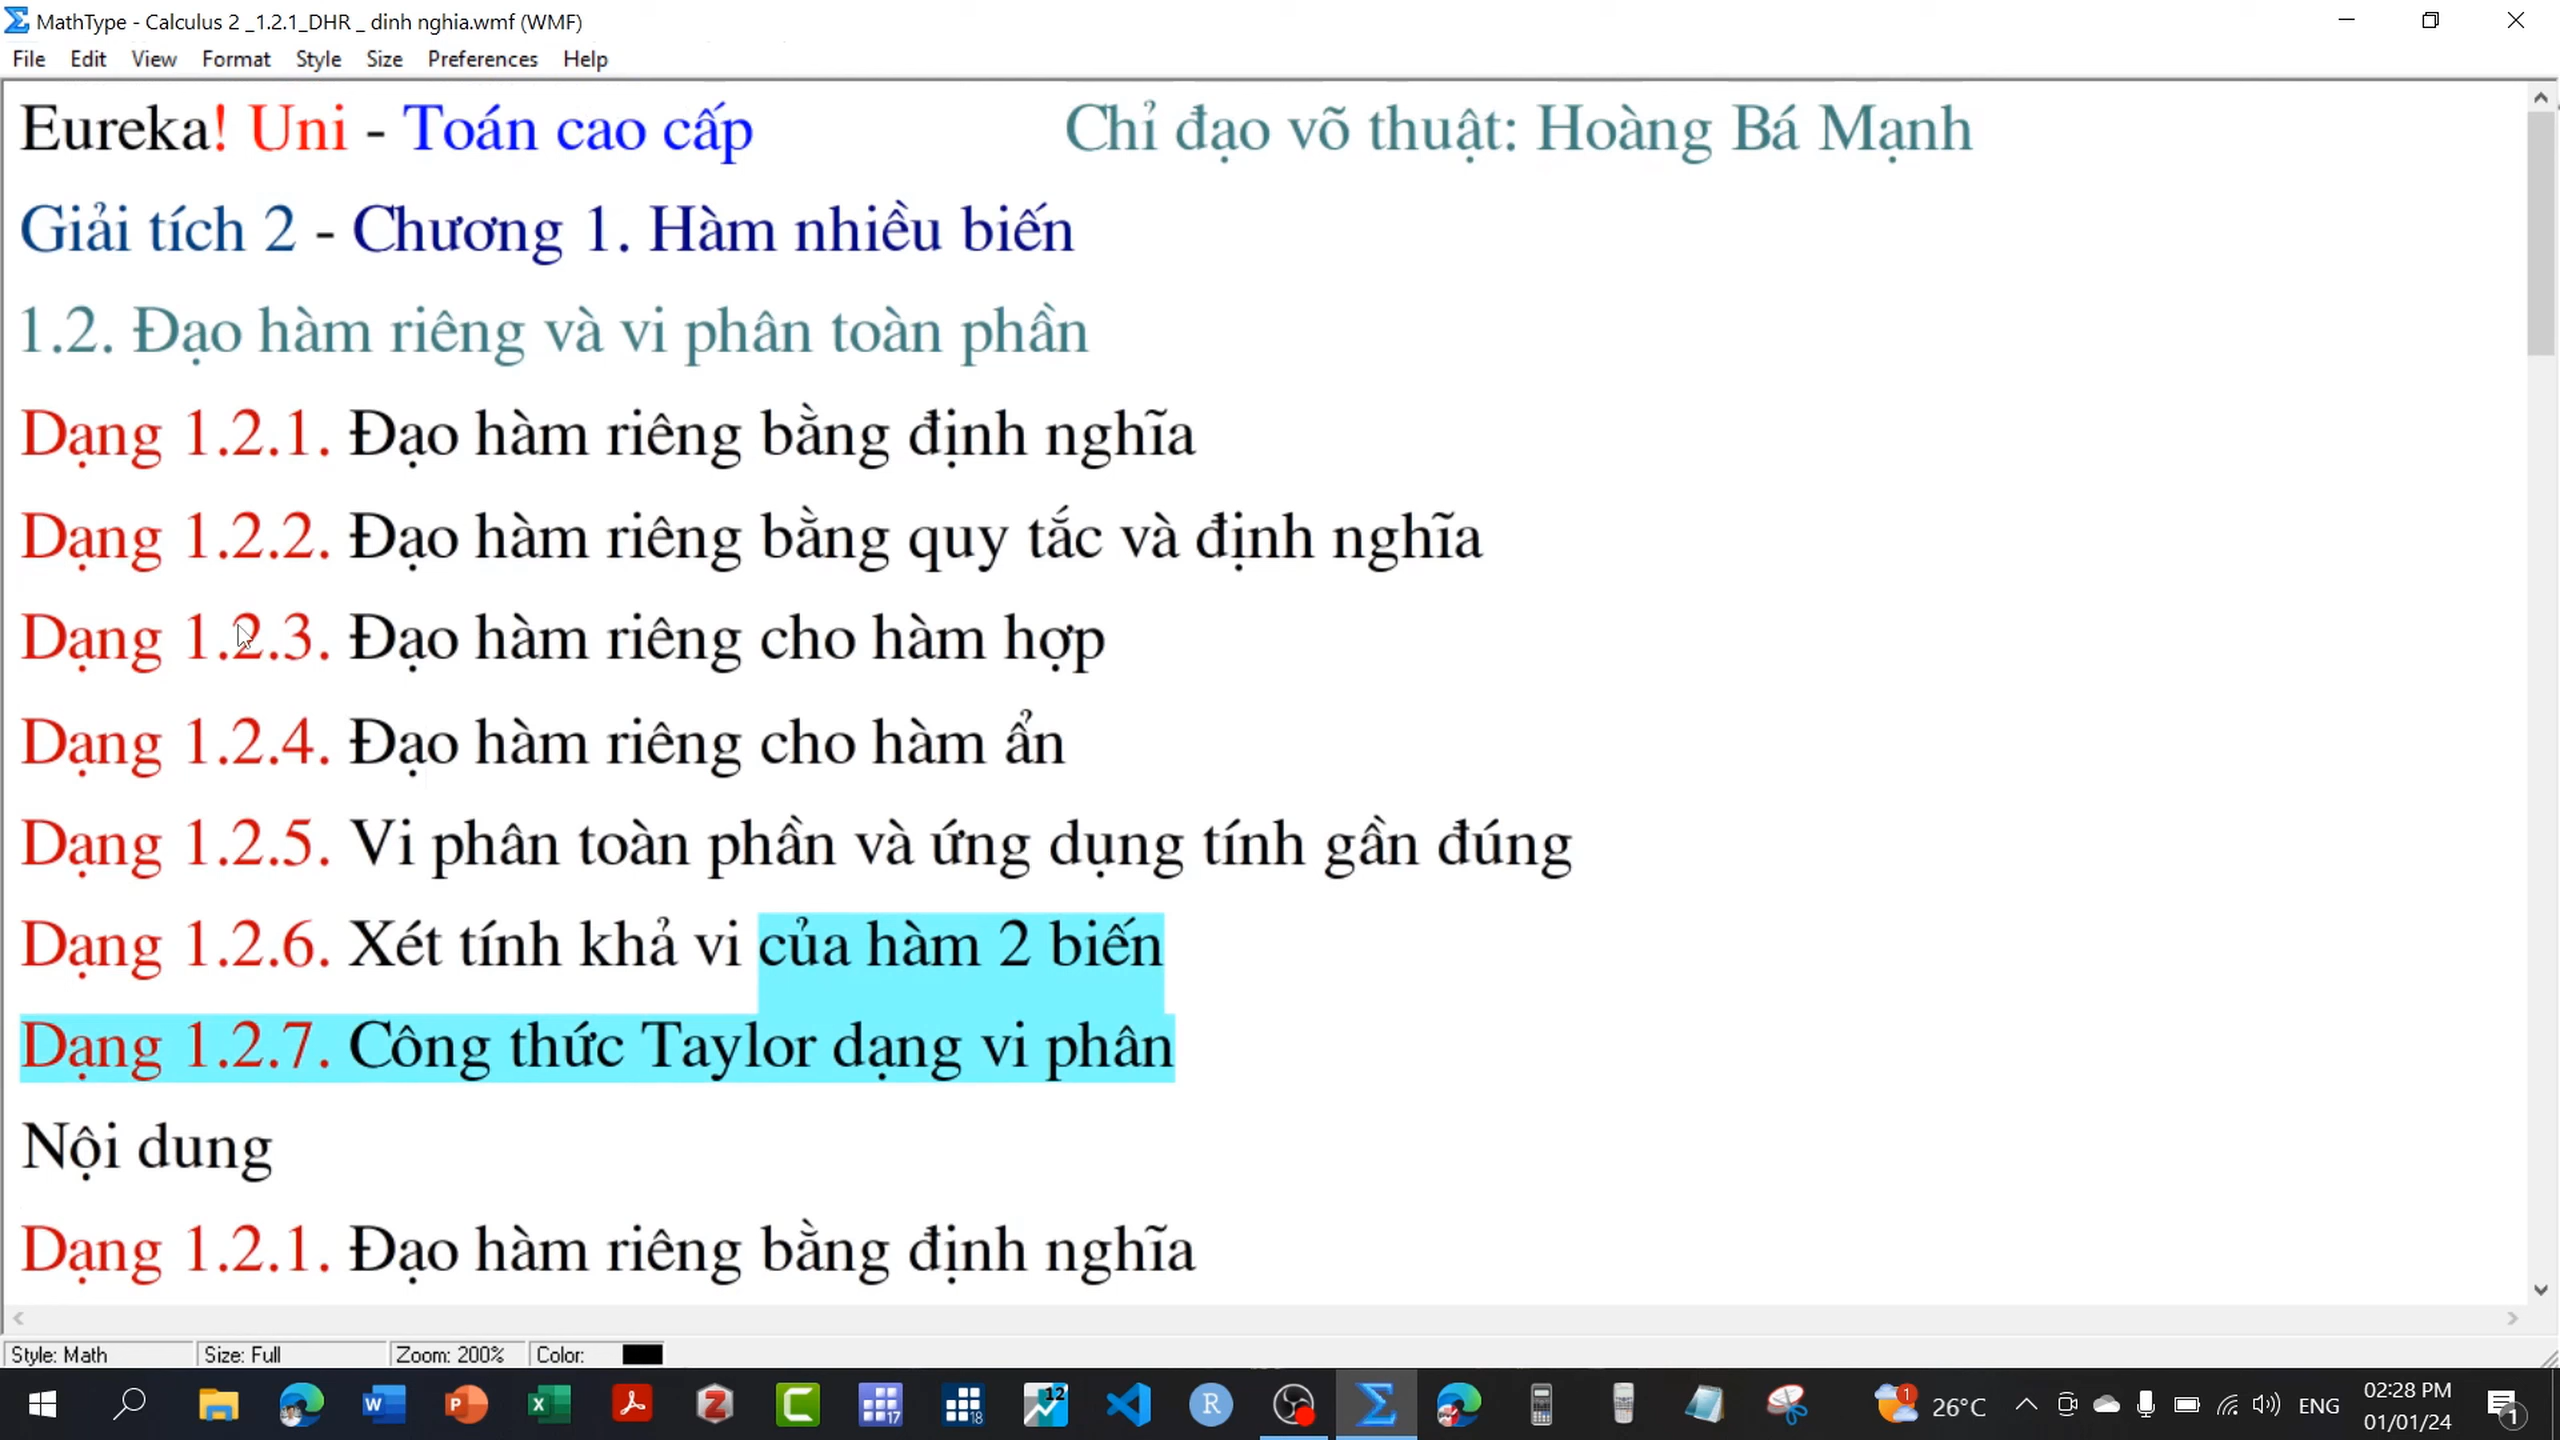 MathType - Calculus 2 _1.2.1_DHR _ dinh nghia.wmf (WMF)
File Edit View Format Style Size Preferences Help
Eureka! Uni - Toán cao cấp Chỉ đạo võ thuật: Hoàng Bá Mạnh
Giải tích 2 - Chương 1. Hàm nhiều biến
1.2. Đạo hàm riêng và vi phân toàn phần
Dạng 1.2.1. Đạo hàm riêng bằng định nghĩa
Dạng 1.2.2. Đạo hàm riêng bằng quy tắc và định nghĩa
Dạng 1.2.3. Đạo hàm riêng cho hàm hợp
Dạng 1.2.4. Đạo hàm riêng cho hàm ẩn
Dạng 1.2.5. Vi phân toàn phần và ứng dụng tính gần đúng
Dạng 1.2.6. Xét tính khả vi của hàm 2 biến
Dạng 1.2.7. Công thức Taylor dạng vi phân
Nội dung
Dạng 1.2.1. Đạo hàm riêng bằng định nghĩa
Style: Math Size: Full Zoom: 200% Color:
26°C ENG 02:28 PM
01/01/24